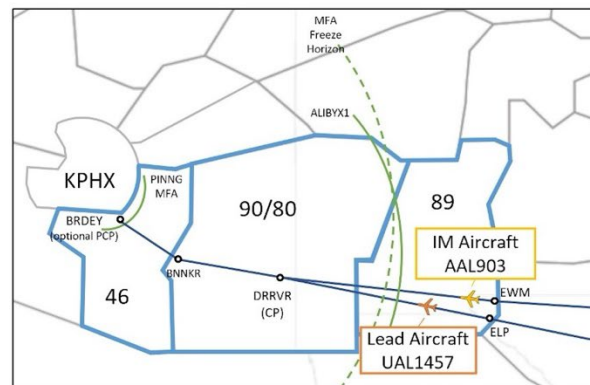 MFA
Freeze
Horizon
ALIBYX1
KPHX
PINNG
MFA
90/80
89
BRDEY
(optional PCP)
IM Aircraft
AAL903
BNNKR
46
DRRVR
(CP)
EWM
ELP
Lead Aircraft
UAL1457